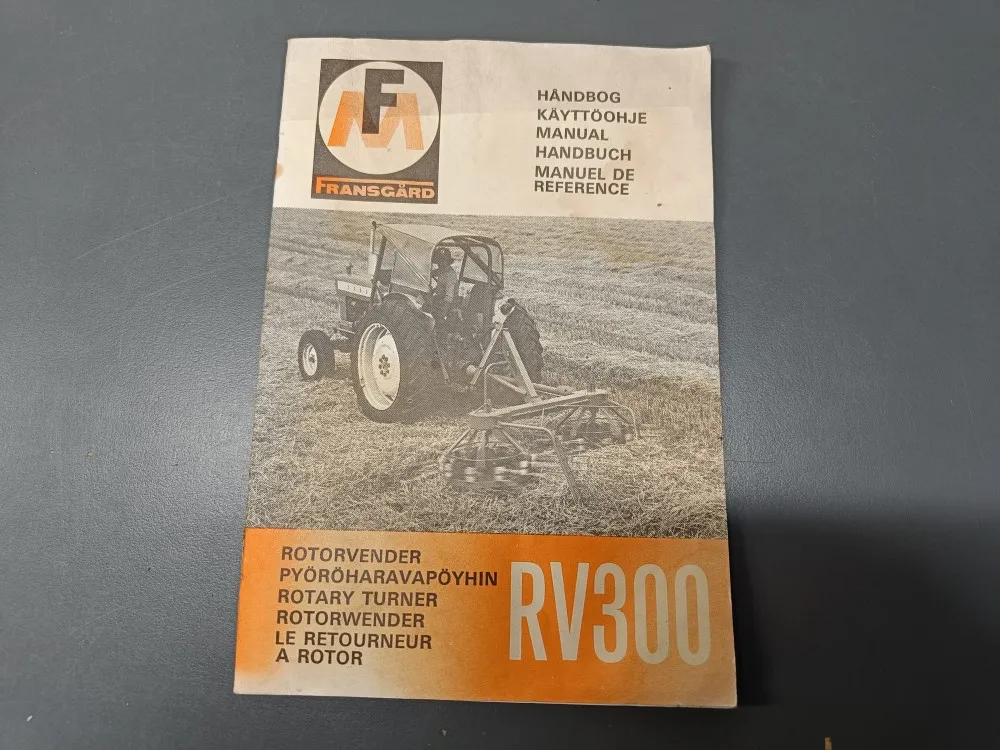 FM
FRANSGÅRD
HÅNDBOG
KÄYTTÖOHJE
MANUAL
HANDBUCH
MANUEL DE
REFERENCE
ROTORVENDER
PYÖRÖHARAVAPÖYHIN
ROTARY TURNER
ROTORWENDER
LE RETOURNEUR
A ROTOR
RV300